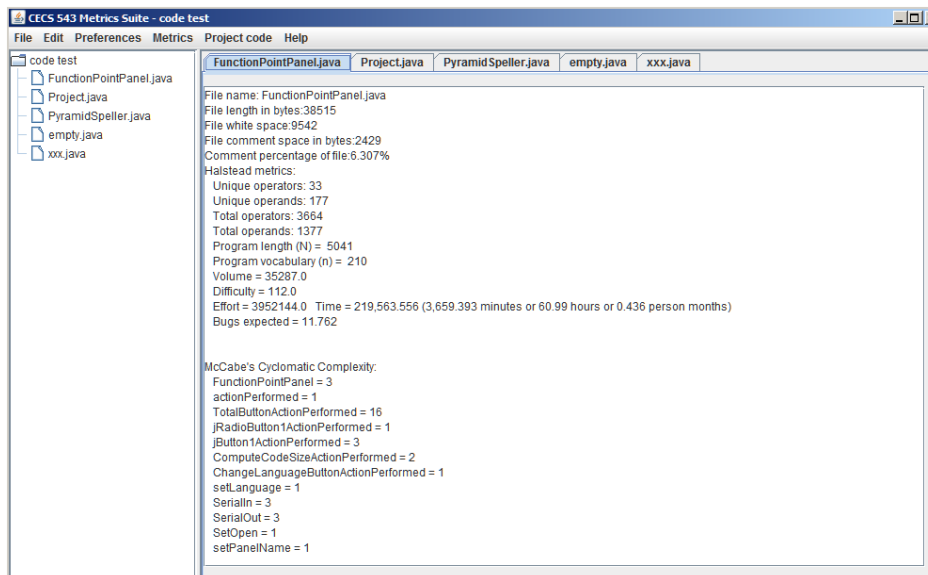 CECS 543 Metrics Suite - code test
File Edit Preferences Metrics Project code Help
code test
FunctionPointPanel.java
Project.java
PyramidSpeller.java
empty.java
xxx.java
FunctionPointPanel.java Project.java PyramidSpeller.java empty.java xxx.java
File name: FunctionPointPanel.java
File length in bytes:38515
File white space:9542
File comment space in bytes:2429
Comment percentage of file:6.307%
Halstead metrics:
Unique operators: 33
Unique operands: 177
Total operators: 3664
Total operands: 1377
Program length (N) = 5041
Program vocabulary (n) = 210
Volume = 35287.0
Difficulty = 112.0
Effort = 3952144.0 Time = 219,563.556 (3,659.393 minutes or 60.99 hours or 0.436 person months)
Bugs expected = 11.762
McCabe's Cyclomatic Complexity:
FunctionPointPanel = 3
actionPerformed = 1
TotalButtonActionPerformed = 16
jRadioButton1ActionPerformed = 1
jButton1ActionPerformed = 3
ComputeCodeSizeActionPerformed = 2
ChangeLanguageButtonActionPerformed = 1
setLanguage = 1
SerialIn = 3
SerialOut = 3
SetOpen = 1
setPanelName = 1